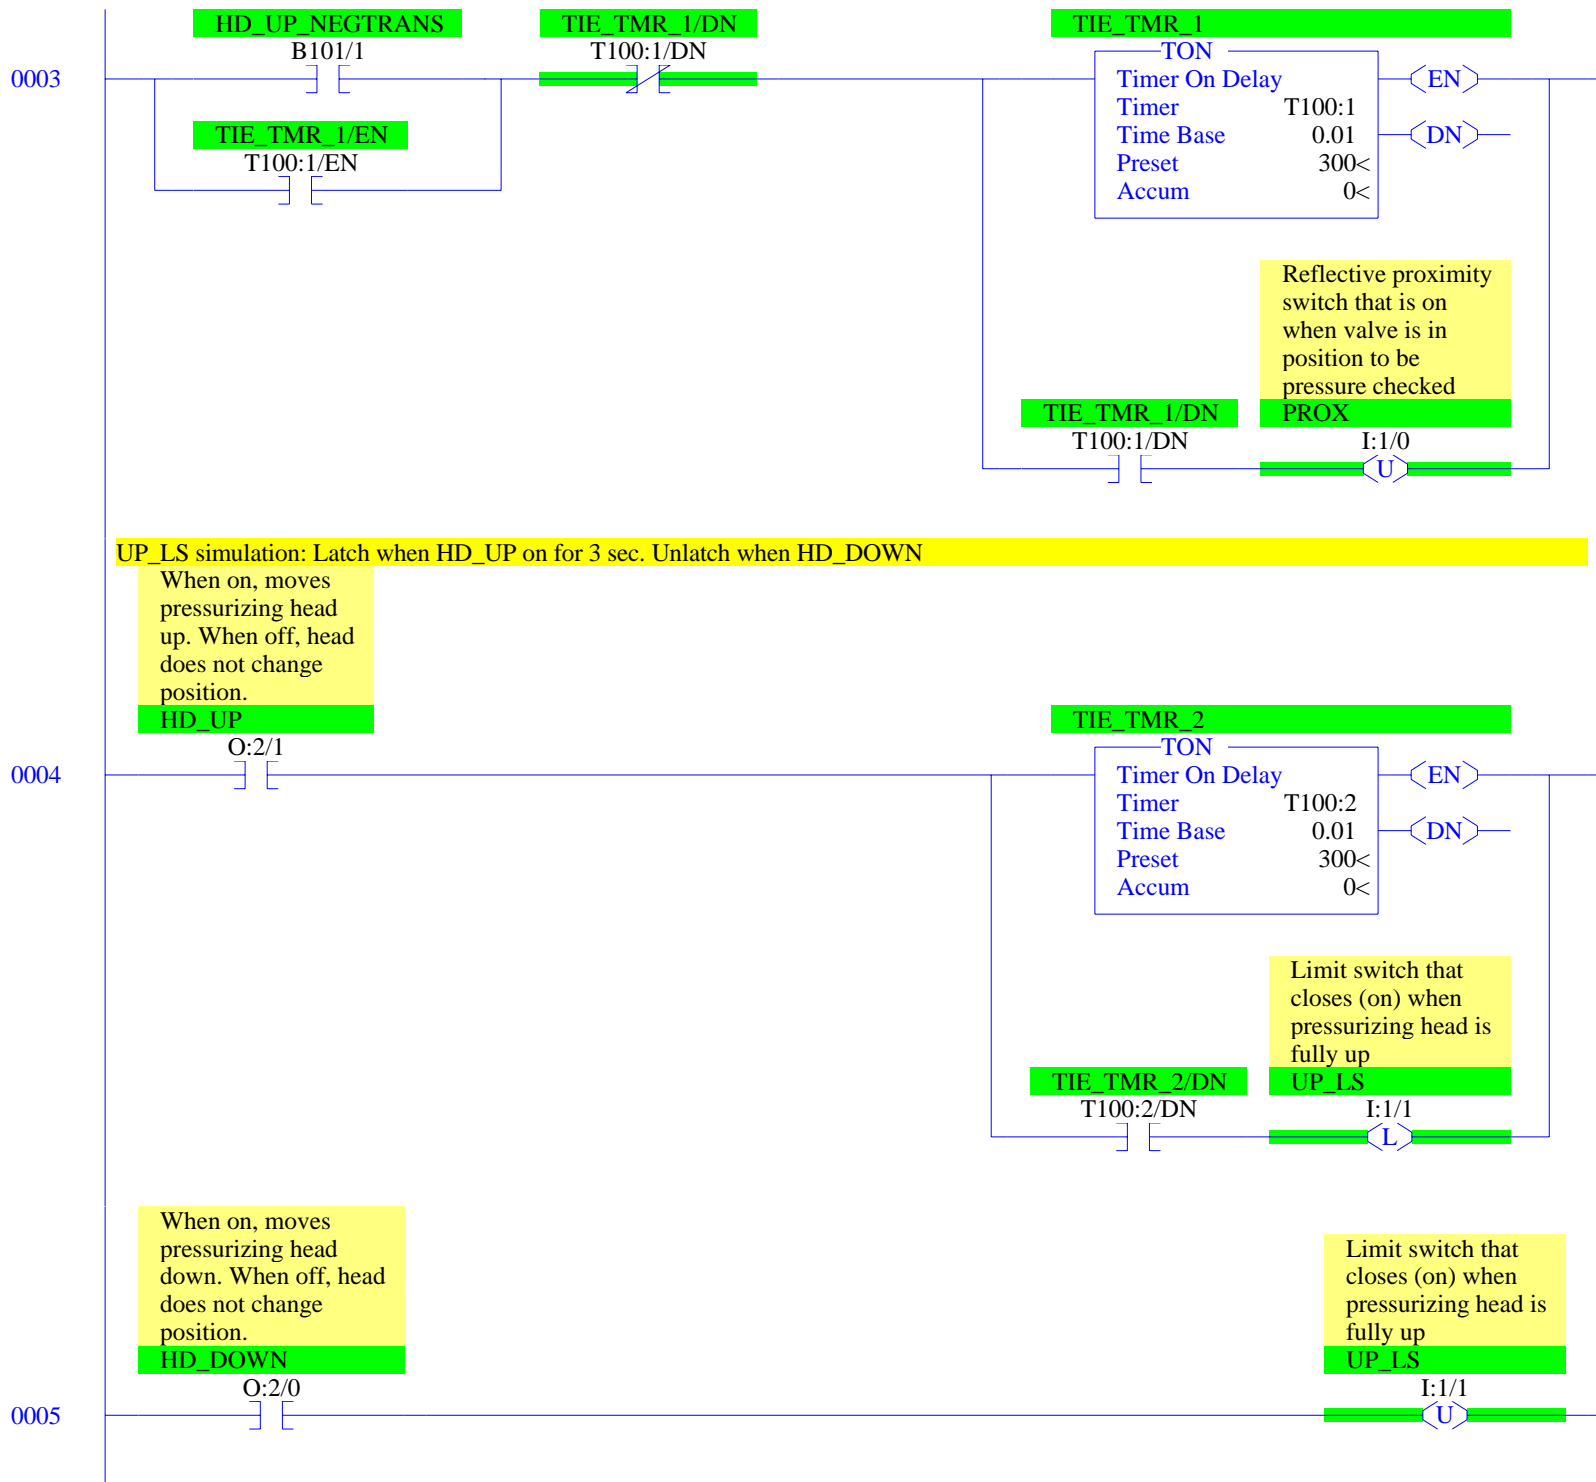 HD_UP_NEGTRANS
B101/1
TIE_TMR_1/DN
T100:1/DN
TIE_TMR_1
TON
0003
Timer On Delay
EN
Timer T100:1
Time Base 0.01
DN
Preset 300<
Accum 0<
TIE_TMR_1/EN
T100:1/EN
Reflective proximity
switch that is on
when valve is in
position to be
pressure checked
TIE_TMR_1/DN
T100:1/DN
PROX
I:1/0
U
UP_LS simulation: Latch when HD_UP on for 3 sec. Unlatch when HD_DOWN
When on, moves
pressurizing head
up. When off, head
does not change
position.
HD_UP
O:2/1
TIE_TMR_2
TON
0004
Timer On Delay
EN
Timer T100:2
Time Base 0.01
DN
Preset 300<
Accum 0<
Limit switch that
closes (on) when
pressurizing head is
fully up
TIE_TMR_2/DN
T100:2/DN
UP_LS
I:1/1
L
When on, moves
pressurizing head
down. When off, head
does not change
position.
HD_DOWN
O:2/0
Limit switch that
closes (on) when
pressurizing head is
fully up
UP_LS
I:1/1
0005
U